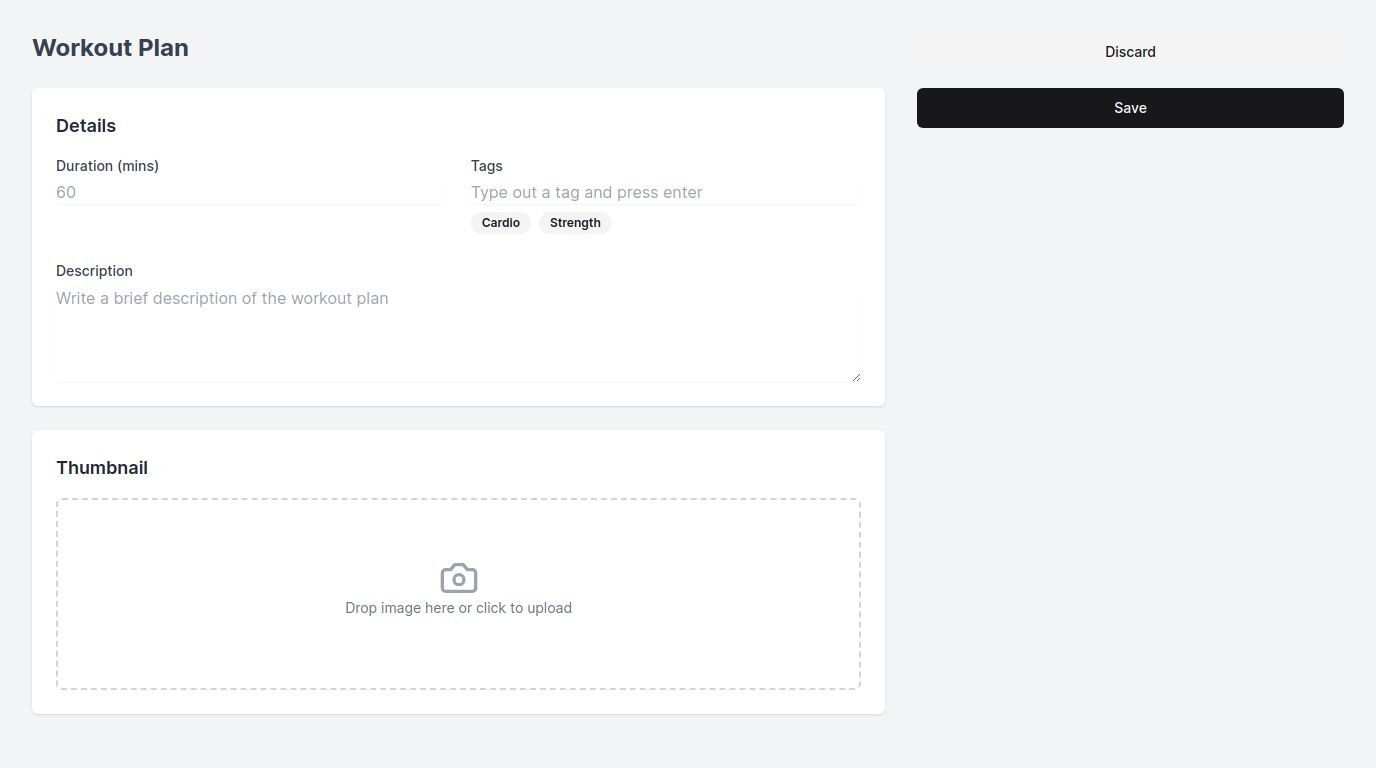 Workout Plan
Discard
Save
Details
Duration (mins)
60
Tags
Type out a tag and press enter
Cardio Strength
Description
Write a brief description of the workout plan
Thumbnail
Drop image here or click to upload